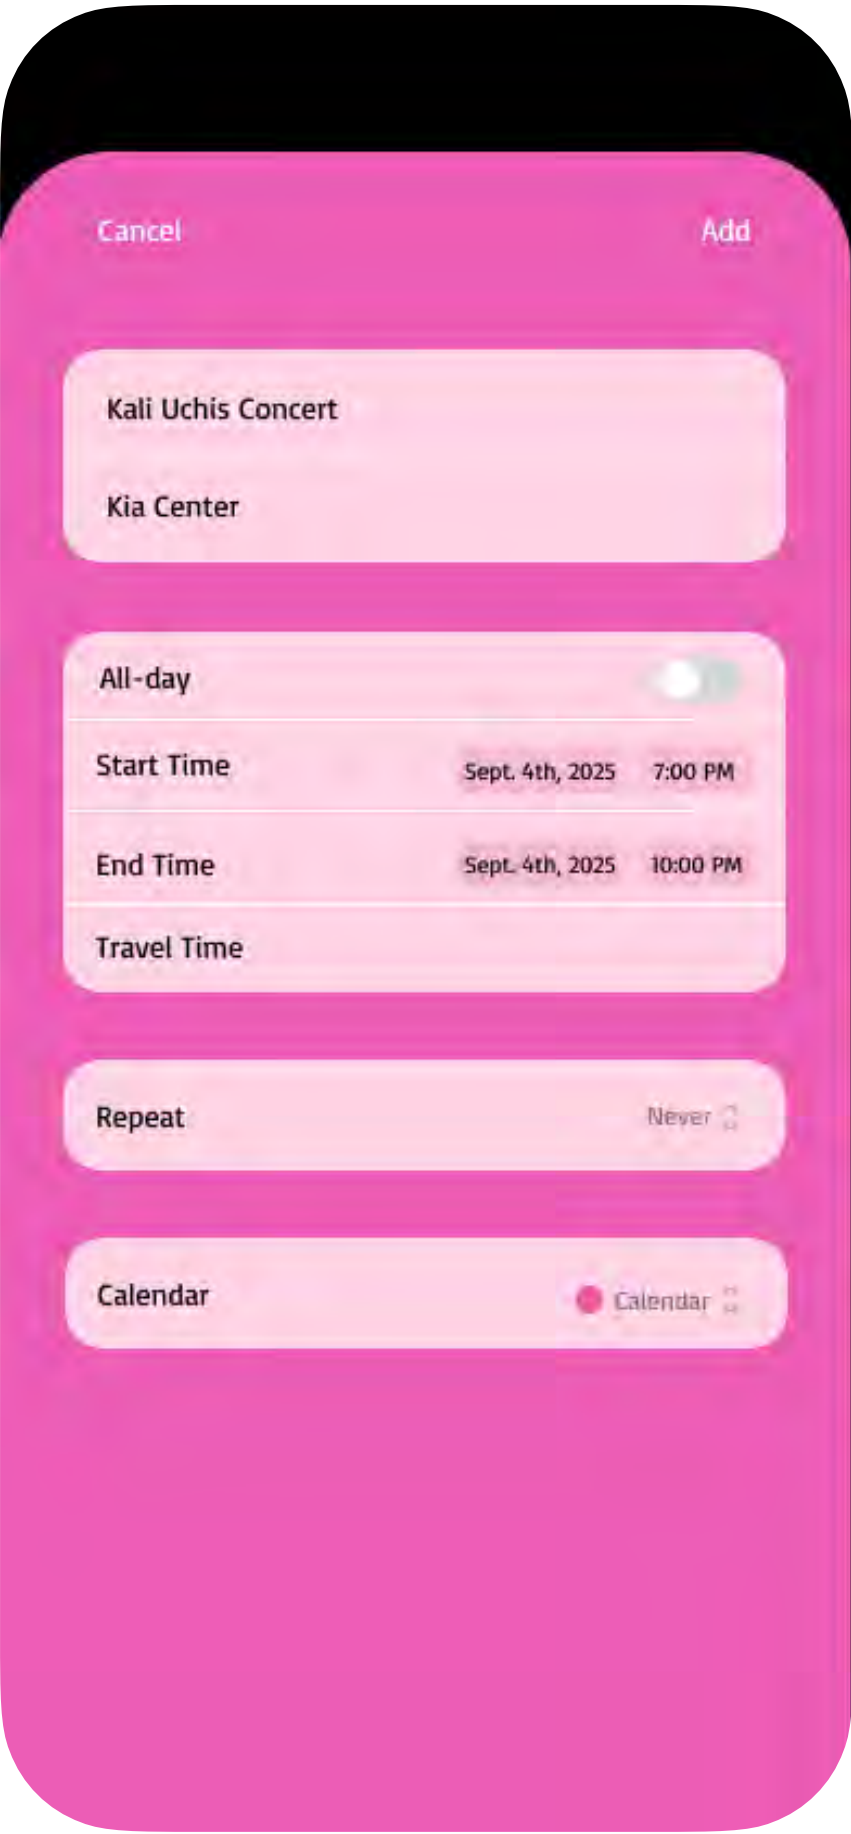 Cancel Add
Kali Uchis Concert
Kia Center
All-day
Start Time Sept. 4th, 2025 7:00 PM
End Time Sept. 4th, 2025 10:00 PM
Travel Time
Repeat Never
Calendar Calendar